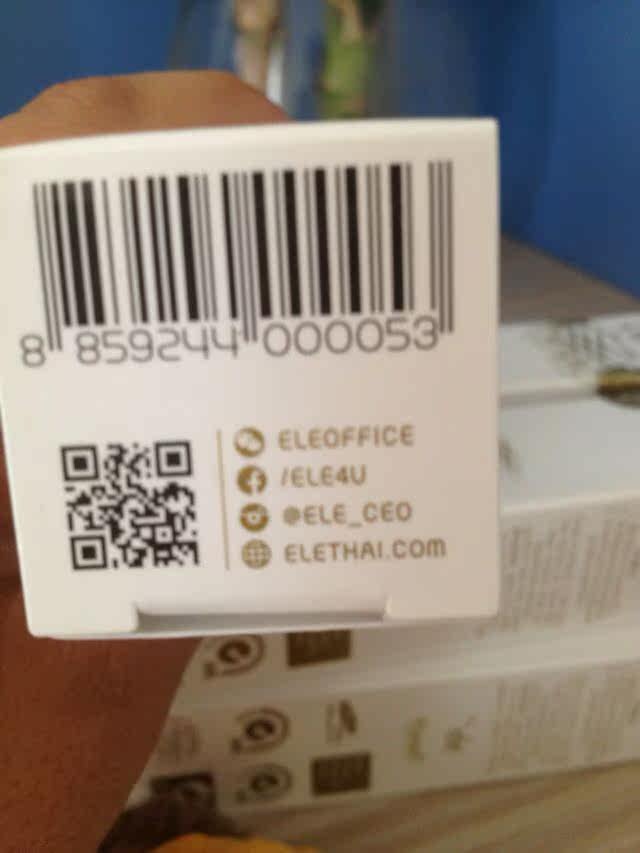 8 859244 000053
ELEOFFICE
/ELE4U
@ELE_CEO
ELETHAI.COM